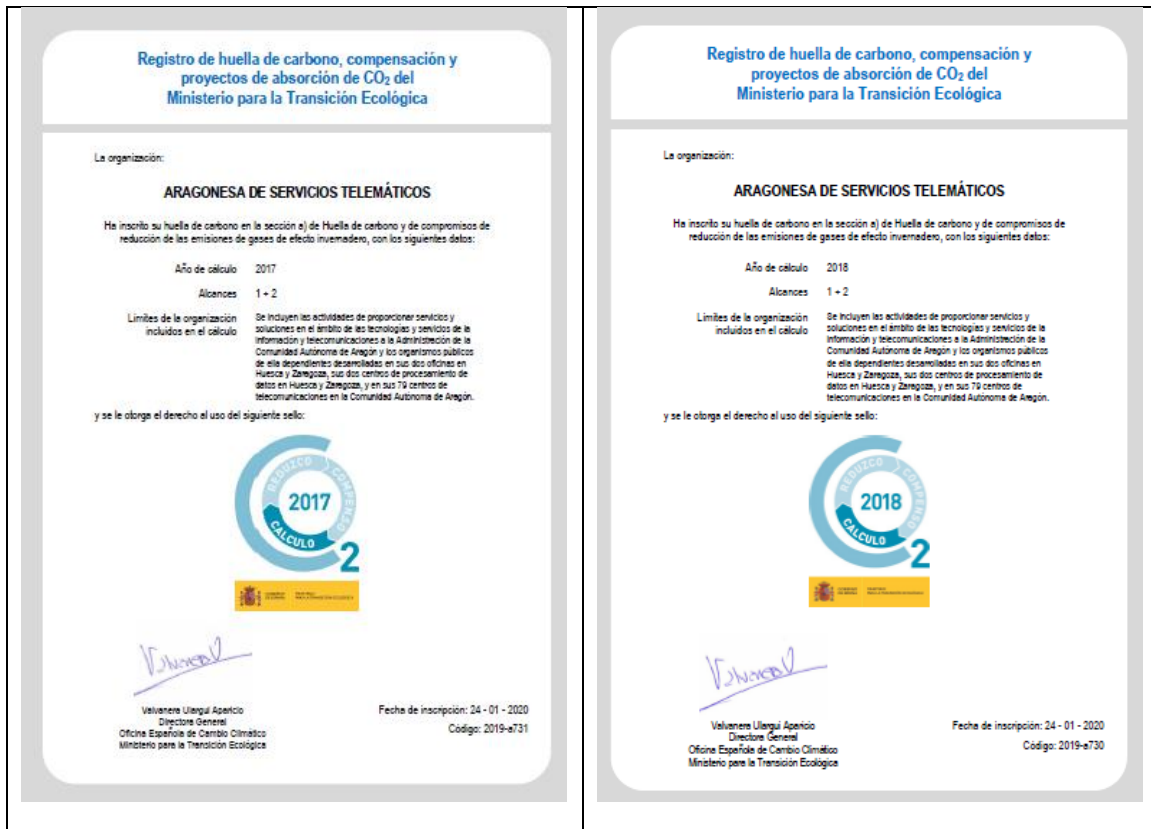 Registro de huella de carbono, compensación y
proyectos de absorción de CO₂ del
Ministerio para la Transición Ecológica
La organización:
ARAGONESA DE SERVICIOS TELEMÁTICOS
Ha inscrito su huella de carbono en la sección a) de Huella de carbono y de compromisos de
reducción de las emisiones de gases de efecto invernadero, con los siguientes datos:
Año de cálculo 2017
Alcances 1 + 2
Límites de la organización
incluidos en el cálculo
Se incluyen las actividades de proporcionar servicios y
soluciones en el ámbito de las tecnologías y servicios de la
información y telecomunicaciones a la Administración de la
Comunidad Autónoma de Aragón y los organismos públicos
de ella dependientes desarrolladas en sus dos oficinas en
Huesca y Zaragoza, sus dos centros de procesamiento de
datos en Huesca y Zaragoza, y en sus 79 centros de
telecomunicaciones en la Comunidad Autónoma de Aragón.
y se le otorga el derecho al uso del siguiente sello:
REDUZCO
COMPENSO
CALCULO
2017
2
Valvanera Ulargui Aparicio
Directora General
Oficina Española de Cambio Climático
Ministerio para la Transición Ecológica
Fecha de inscripción: 24 - 01 - 2020
Código: 2019-a731
Registro de huella de carbono, compensación y
proyectos de absorción de CO₂ del
Ministerio para la Transición Ecológica
La organización:
ARAGONESA DE SERVICIOS TELEMÁTICOS
Ha inscrito su huella de carbono en la sección a) de Huella de carbono y de compromisos de
reducción de las emisiones de gases de efecto invernadero, con los siguientes datos:
Año de cálculo 2018
Alcances 1 + 2
Límites de la organización
incluidos en el cálculo
Se incluyen las actividades de proporcionar servicios y
soluciones en el ámbito de las tecnologías y servicios de la
información y telecomunicaciones a la Administración de la
Comunidad Autónoma de Aragón y los organismos públicos
de ella dependientes desarrolladas en sus dos oficinas en
Huesca y Zaragoza, sus dos centros de procesamiento de
datos en Huesca y Zaragoza, y en sus 79 centros de
telecomunicaciones en la Comunidad Autónoma de Aragón.
y se le otorga el derecho al uso del siguiente sello:
REDUZCO
COMPENSO
CALCULO
2018
2
Valvanera Ulargui Aparicio
Directora General
Oficina Española de Cambio Climático
Ministerio para la Transición Ecológica
Fecha de inscripción: 24 - 01 - 2020
Código: 2019-a730